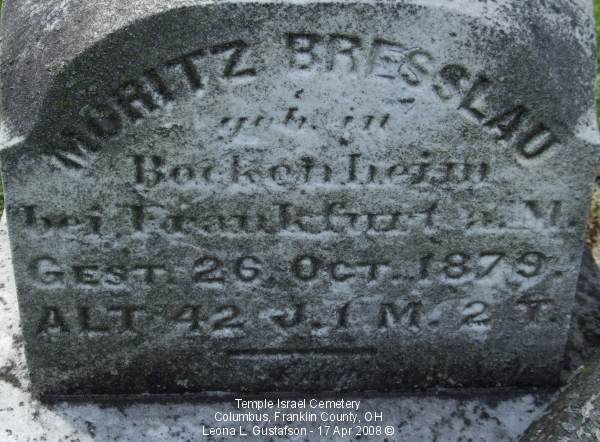 MORITZ BRESSLAU
geb. in
Bockenheim
bei Frankfurt a. M.
GEST. 26. OCT. 1879.
ALT 42 J. 1 M. 2 T.
Temple Israel Cemetery
Columbus, Franklin County, OH
Leona L. Gustafson - 17 Apr 2008 ©